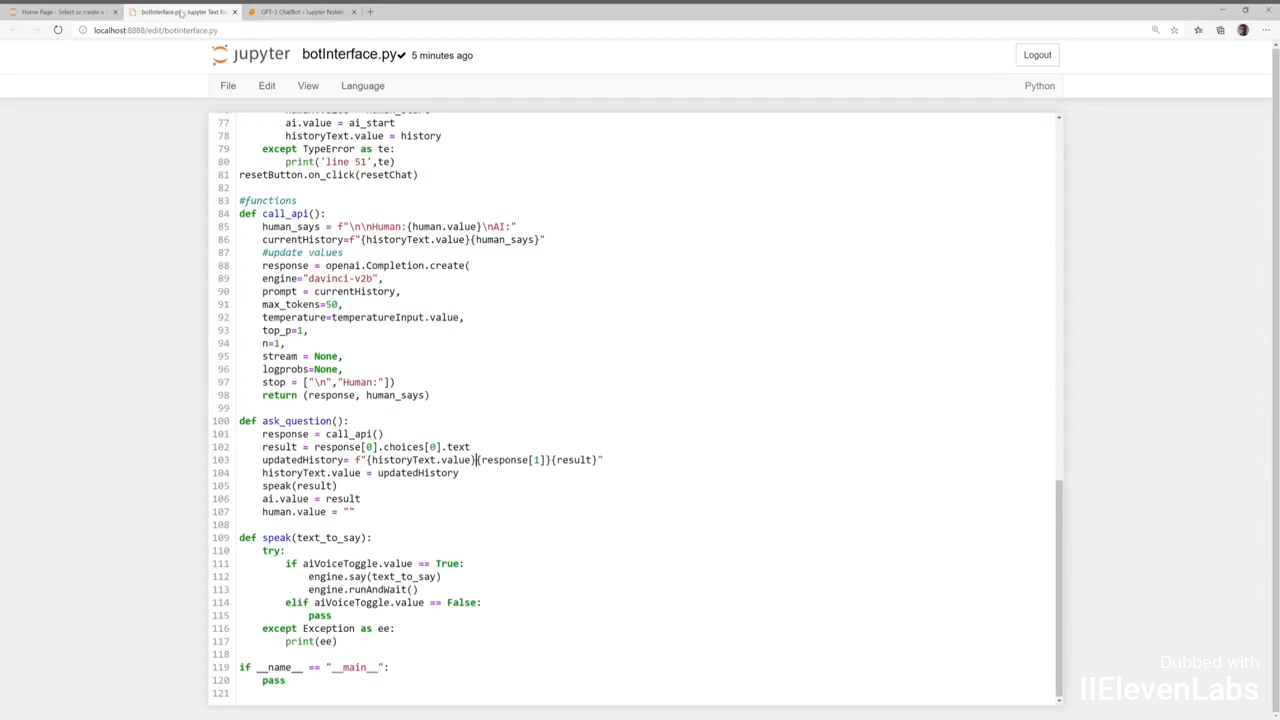 Home Page - Select or create a
botInterface.py - Jupyter Text Ed
GPT-3 ChatBot - Jupyter Noteb
localhost:8888/edit/botInterface.py
jupyter botInterface.py 5 minutes ago
Logout
File Edit View Language
Python
77 ai.value = ai_start
78 historyText.value = history
79 except TypeError as te:
80 print('line 51',te)
81 resetButton.on_click(resetChat)
82
83 #functions
84 def call_api():
85 human_says = f"\n\nHuman:{human.value}\nAI:"
86 currentHistory=f"{historyText.value}{human_says}"
87 #update values
88 response = openai.Completion.create(
89 engine="davinci-v2b",
90 prompt = currentHistory,
91 max_tokens=50,
92 temperature=temperatureInput.value,
93 top_p=1,
94 n=1,
95 stream = None,
96 logprobs=None,
97 stop = ["\n","Human:"])
98 return (response, human_says)
99
100 def ask_question():
101 response = call_api()
102 result = response[0].choices[0].text
103 updatedHistory= f"{historyText.value}{response[1]}{result}"
104 historyText.value = updatedHistory
105 speak(result)
106 ai.value = result
107 human.value = ""
108
109 def speak(text_to_say):
110 try:
111 if aiVoiceToggle.value == True:
112 engine.say(text_to_say)
113 engine.runAndWait()
114 elif aiVoiceToggle.value == False:
115 pass
116 except Exception as ee:
117 print(ee)
118
119 if __name__ == "__main__":
120 pass
121
Dubbed with
IIElevenLabs